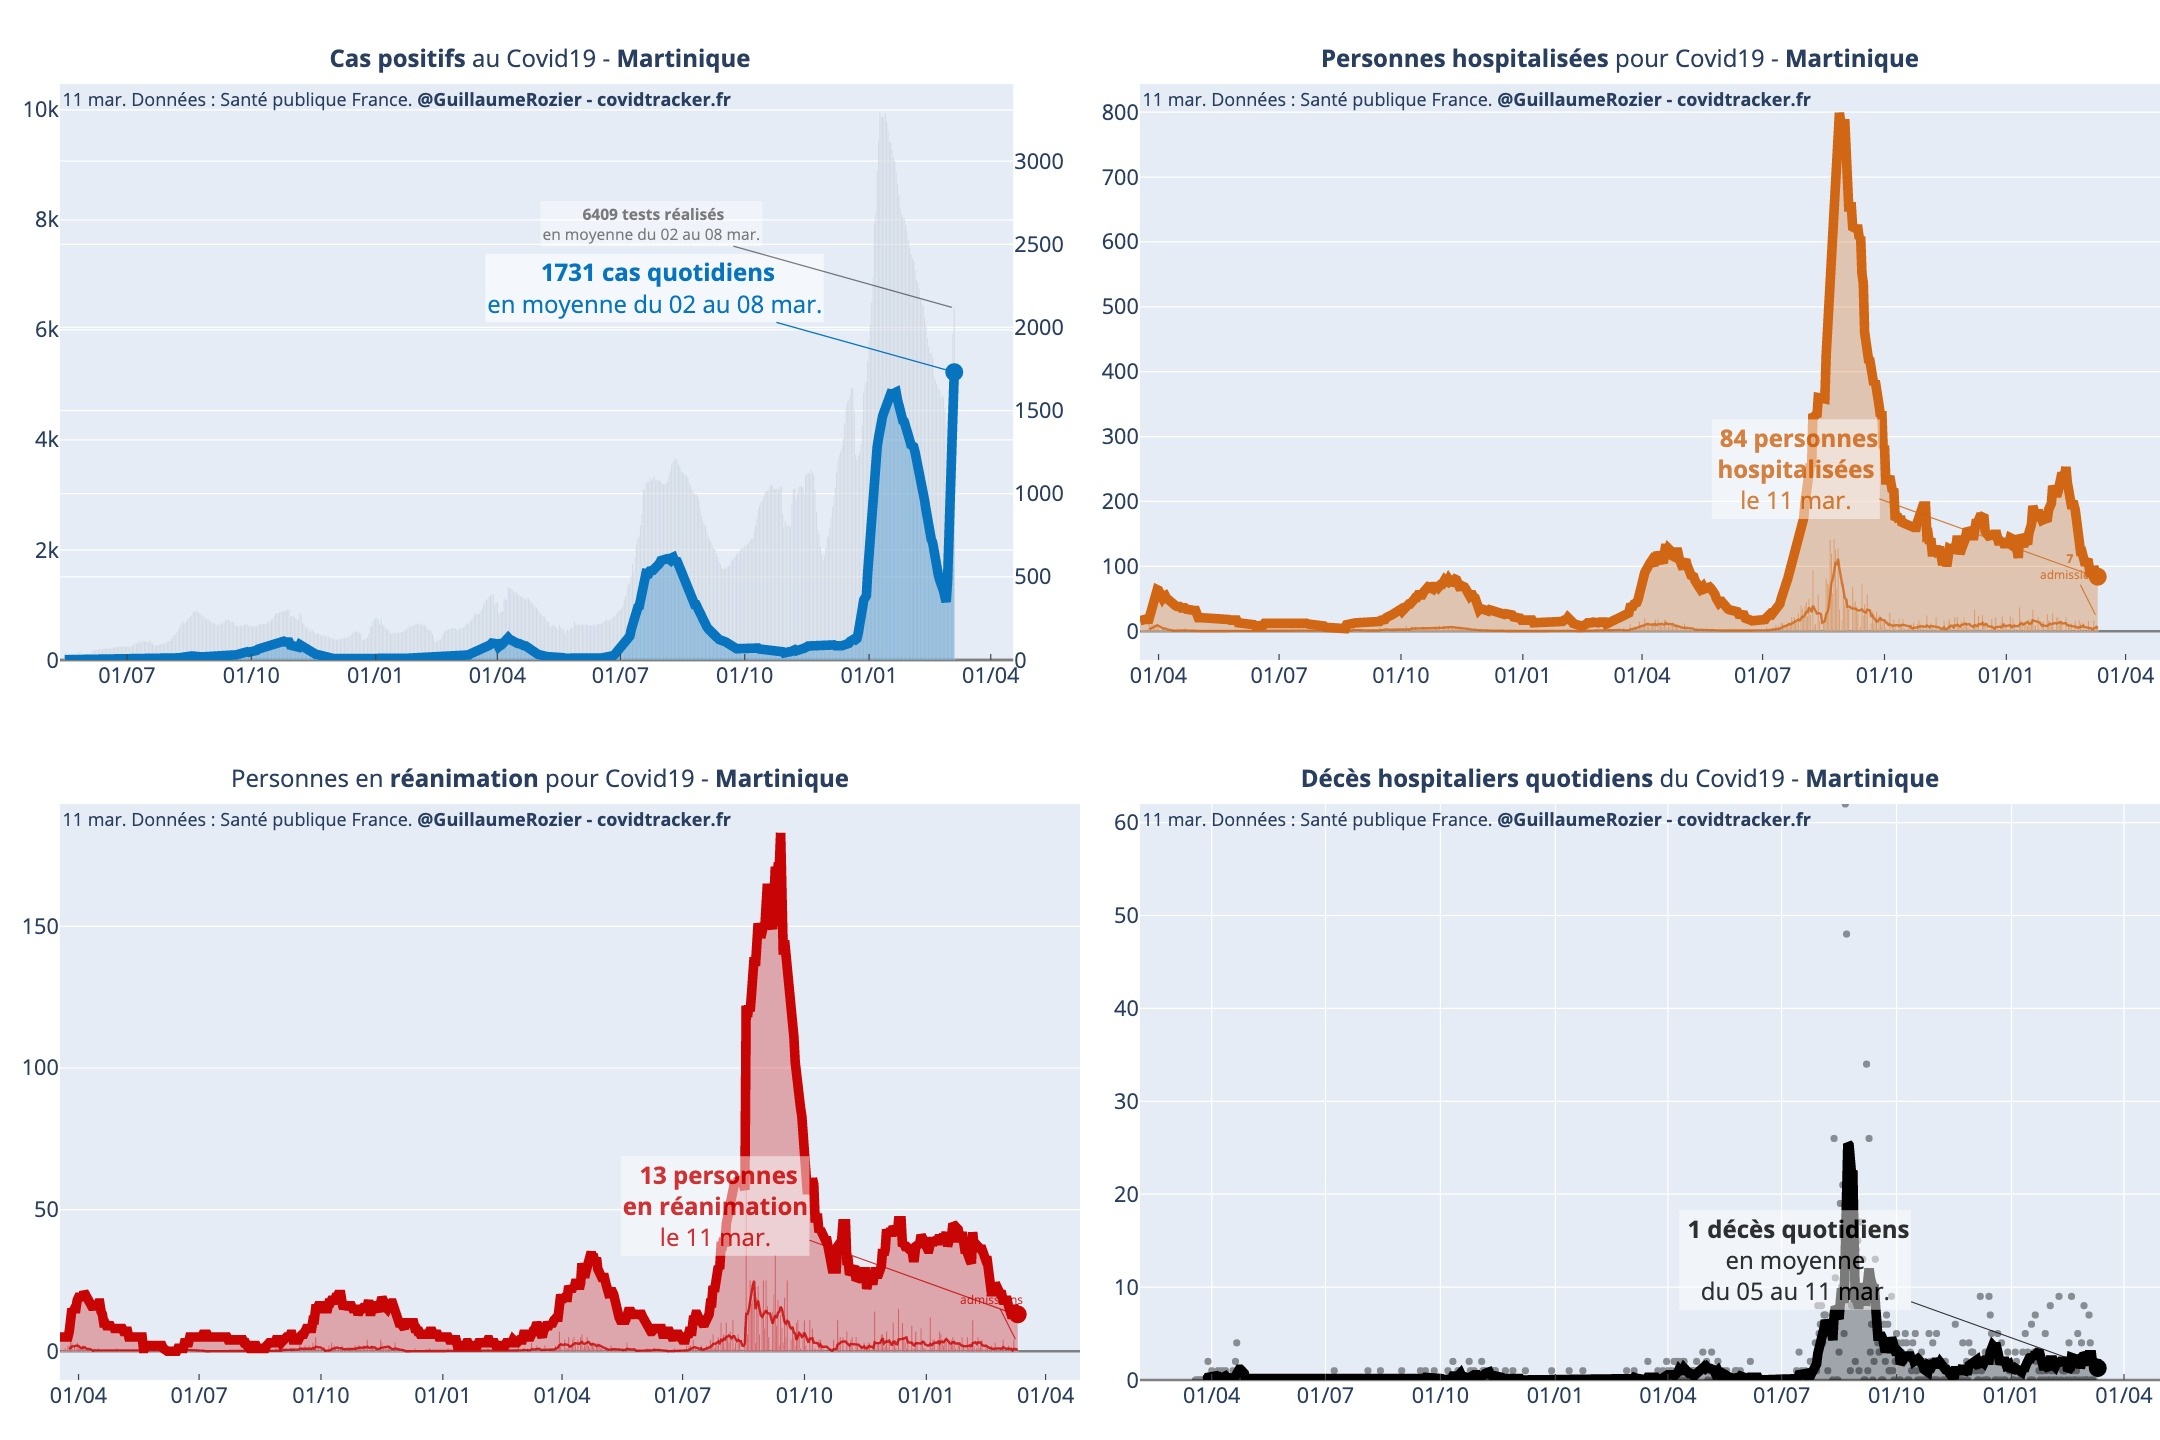 Cas positifs au Covid19 - Martinique
11 mar. Données : Santé publique France. @GuillaumeRozier - covidtracker.fr
10k
8k
6k
4k
2k
0
3000
2500
2000
1500
1000
500
0
6409 tests réalisés
en moyenne du 02 au 08 mar.
1731 cas quotidiens
en moyenne du 02 au 08 mar.
01/07 01/10 01/01 01/04 01/07 01/10 01/01 01/04
Personnes hospitalisées pour Covid19 - Martinique
11 mar. Données : Santé publique France. @GuillaumeRozier - covidtracker.fr
800
700
600
500
400
300
200
100
0
84 personnes
hospitalisées
le 11 mar.
7
01/04 01/07 01/10 01/01 01/04 01/07 01/10 01/01 01/04
Personnes en réanimation pour Covid19 - Martinique
11 mar. Données : Santé publique France. @GuillaumeRozier - covidtracker.fr
150
100
50
0
13 personnes
en réanimation
le 11 mar.
admissions
01/04 01/07 01/10 01/01 01/04 01/07 01/10 01/01 01/04
Décès hospitaliers quotidiens du Covid19 - Martinique
11 mar. Données : Santé publique France. @GuillaumeRozier - covidtracker.fr
60
50
40
30
20
10
0
1 décès quotidiens
en moyenne
du 05 au 11 mar.
01/04 01/07 01/10 01/01 01/04 01/07 01/10 01/01 01/04